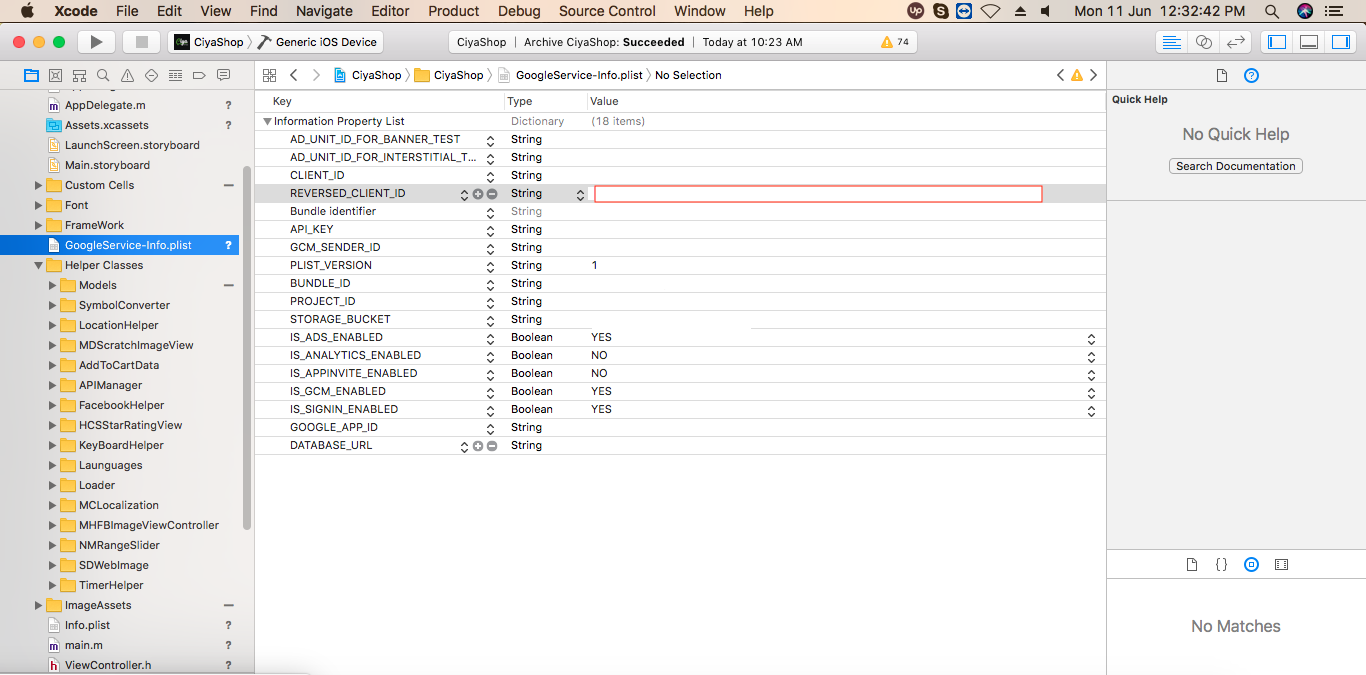 Xcode File Edit View Find Navigate Editor Product Debug Source Control Window Help Up S Mon 11 Jun 12:32:42 PM
CiyaShop Generic iOS Device CiyaShop | Archive CiyaShop: Succeeded | Today at 10:23 AM 74
CiyaShop CiyaShop GoogleService-Info.plist No Selection
AppDelegate.m ?
Assets.xcassets ?
LaunchScreen.storyboard
Main.storyboard
Custom Cells
Font
FrameWork
GoogleService-Info.plist ?
Helper Classes
Models
SymbolConverter
LocationHelper
MDScratchImageView
AddToCartData
APIManager
FacebookHelper
HCSStarRatingView
KeyBoardHelper
Launguages
Loader
MCLocalization
MHFBImageViewController
NMRangeSlider
SDWebImage
TimerHelper
ImageAssets
Info.plist ?
main.m ?
ViewController.h ?
Key Type Value
Information Property List Dictionary (18 items)
AD_UNIT_ID_FOR_BANNER_TEST String
AD_UNIT_ID_FOR_INTERSTITIAL_T... String
CLIENT_ID String
REVERSED_CLIENT_ID String
Bundle identifier String
API_KEY String
GCM_SENDER_ID String
PLIST_VERSION String 1
BUNDLE_ID String
PROJECT_ID String
STORAGE_BUCKET String
IS_ADS_ENABLED Boolean YES
IS_ANALYTICS_ENABLED Boolean NO
IS_APPINVITE_ENABLED Boolean NO
IS_GCM_ENABLED Boolean YES
IS_SIGNIN_ENABLED Boolean YES
GOOGLE_APP_ID String
DATABASE_URL String
Quick Help
No Quick Help
Search Documentation
No Matches